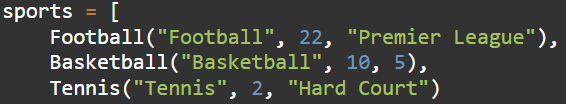 sports = [
    Football("Football", 22, "Premier League"),
    Basketball("Basketball", 10, 5),
    Tennis("Tennis", 2, "Hard Court")